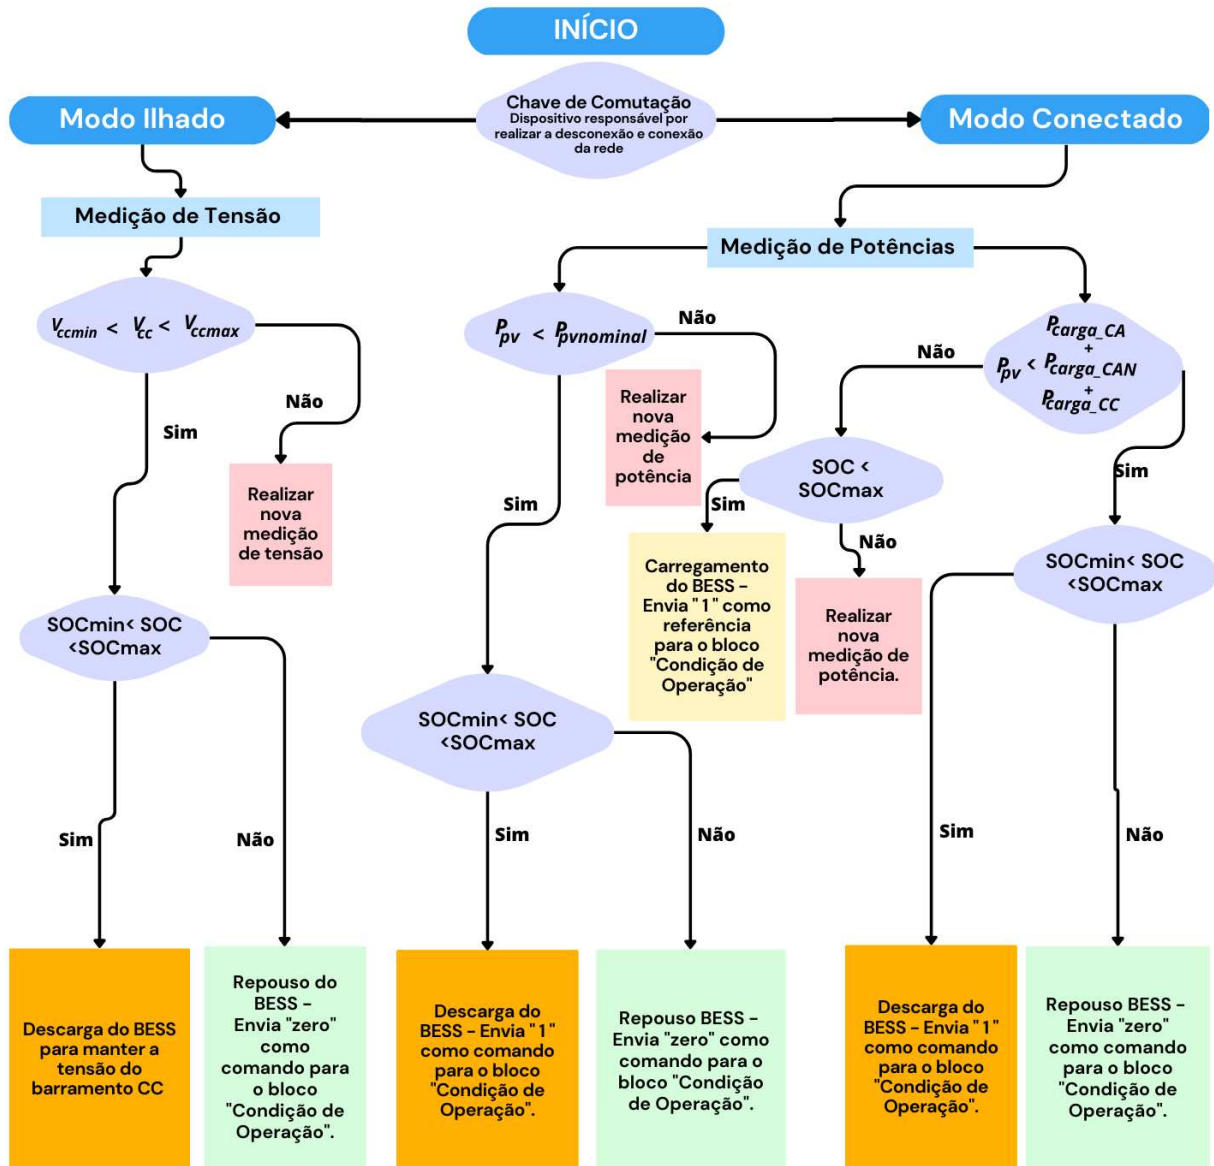 INÍCIO
Chave de Comutação
Dispositivo responsável por
realizar a desconexão e conexão
da rede
Modo Ilhado
Modo Conectado
Medição de Tensão
Vccmin < Vcc < Vccmax
Não
Sim
Realizar
nova
medição
de tensão
SOCmin< SOC
<SOCmax
Sim
Não
Descarga do BESS
para manter a
tensão do
barramento CC
Repouso do
BESS -
Envia "zero"
como
comando para
o bloco
"Condição de
Operação".
Medição de Potências
Ppv < Ppvnominal
Não
Realizar
nova
medição
de
potência
Sim
SOCmin< SOC
<SOCmax
Sim
Não
Descarga do
BESS - Envia " 1 "
como comando
para o bloco
"Condição de
Operação".
Repouso BESS -
Envia "zero" como
comando para o
bloco "Condição
de Operação".
Pcarga_CA
+
Ppv < Pcarga_CAN
+
Pcarga_CC
Não
Sim
SOC <
SOCmax
Sim
Não
Carregamento
do BESS -
Envia " 1 " como
referência
para o bloco
"Condição de
Operação"
Realizar
nova
medição de
potência.
SOCmin< SOC
<SOCmax
Sim
Não
Descarga do
BESS - Envia " 1 "
como comando
para o bloco
"Condição de
Operação".
Repouso BESS -
Envia "zero"
como comando
para o bloco
"Condição de
Operação".